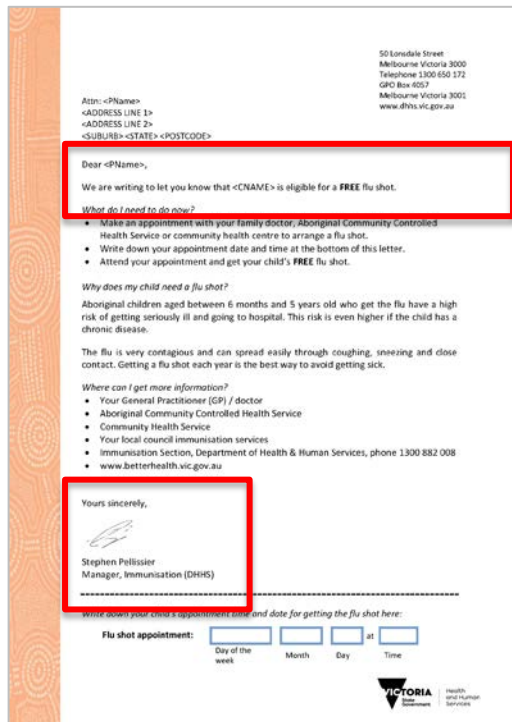 50 Lonsdale Street
Melbourne Victoria 3000
Telephone 1300 650 172
GPO Box 4057
Melbourne Victoria 3001
www.dhhs.vic.gov.au
Attn: <PName>
<ADDRESS LINE 1>
<ADDRESS LINE 2>
<SUBURB> <STATE> <POSTCODE>
Dear <PName>,
We are writing to let you know that <CNAME> is eligible for a FREE flu shot.
What do I need to do now?
• Make an appointment with your family doctor, Aboriginal Community Controlled
Health Service or community health centre to arrange a flu shot.
• Write down your appointment date and time at the bottom of this letter.
• Attend your appointment and get your child's FREE flu shot.
Why does my child need a flu shot?
Aboriginal children aged between 6 months and 5 years old who get the flu have a high
risk of getting seriously ill and going to hospital. This risk is even higher if the child has a
chronic disease.
The flu is very contagious and can spread easily through coughing, sneezing and close
contact. Getting a flu shot each year is the best way to avoid getting sick.
Where can I get more information?
• Your General Practitioner (GP) / doctor
• Aboriginal Community Controlled Health Service
• Community Health Service
• Your local council immunisation services
• Immunisation Section, Department of Health & Human Services, phone 1300 882 008
• www.betterhealth.vic.gov.au
Yours sincerely,
Stephen Pellissier
Manager, Immunisation (DHHS)
Write down your child's appointment time and date for getting the flu shot here:
Flu shot appointment: at
Day of the week Month Day Time
VICTORIA State Government
Health and Human Services